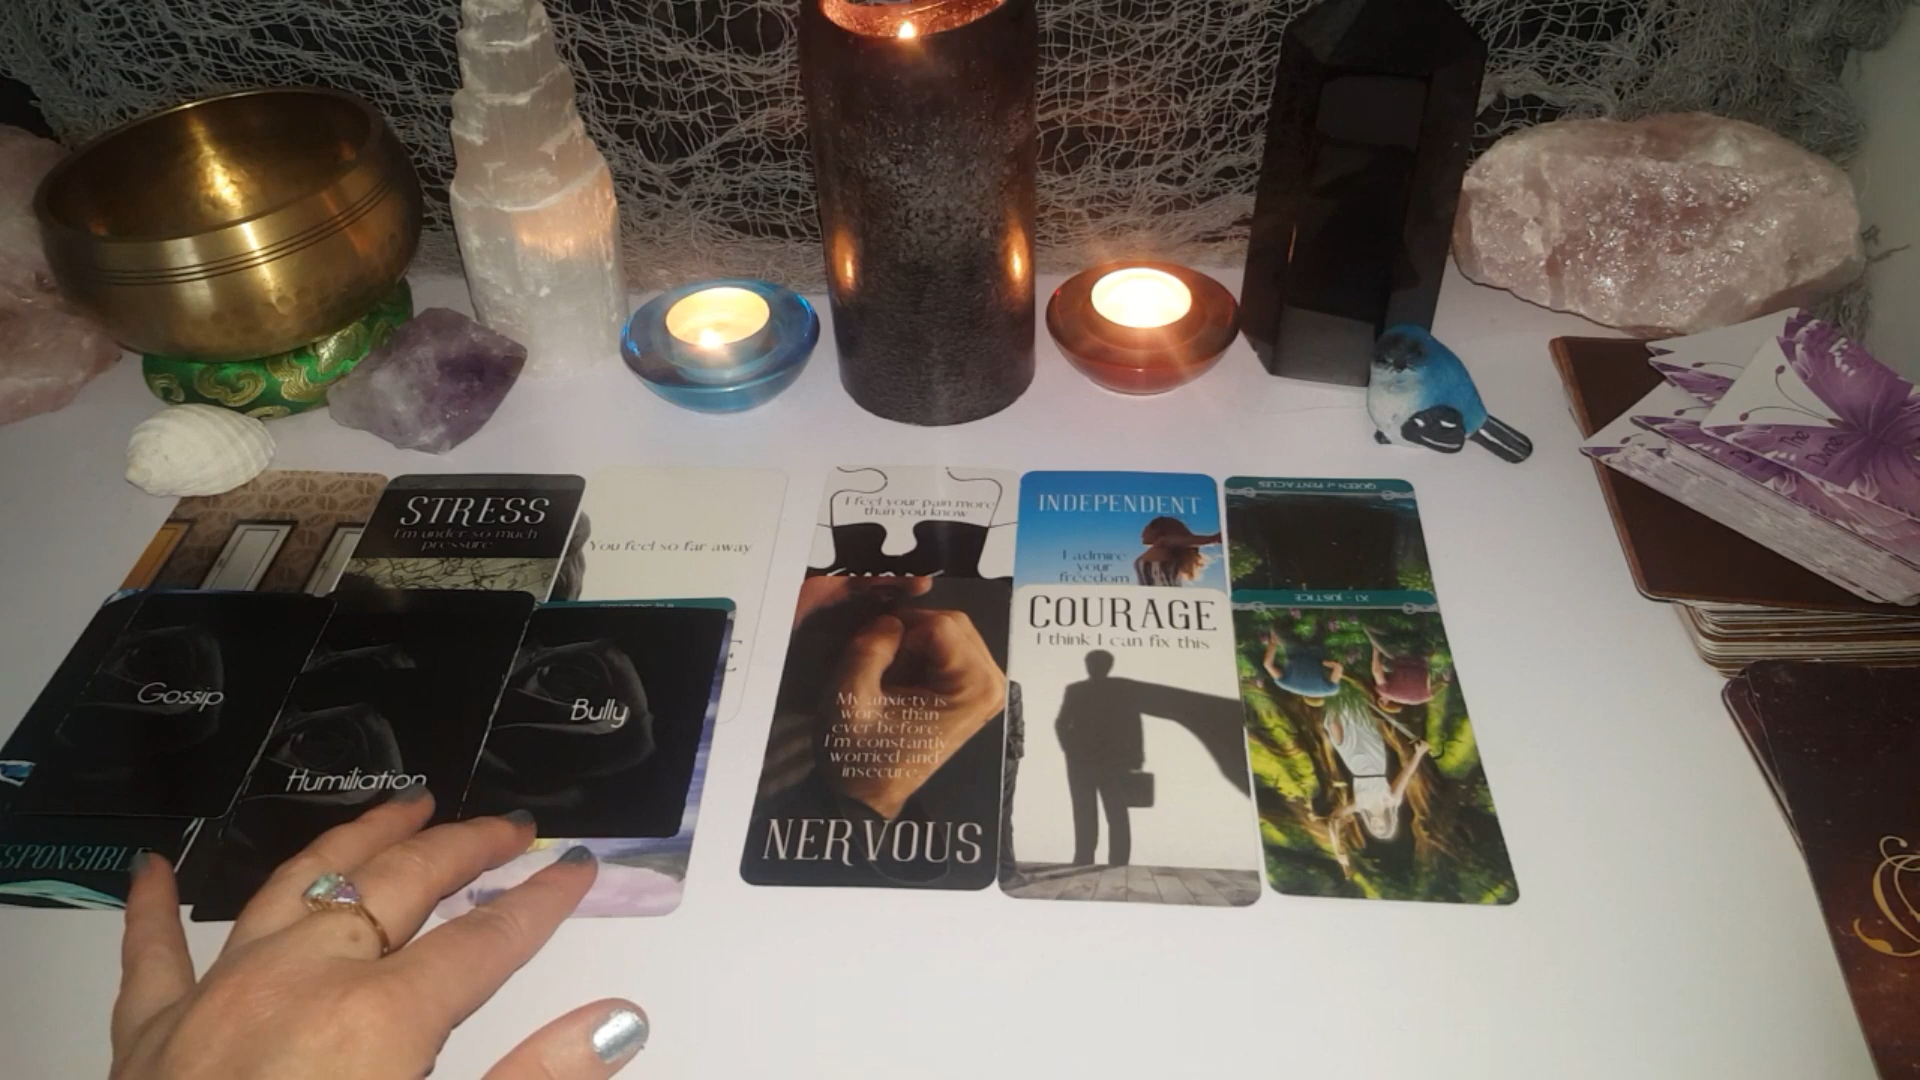 STRESS
I'm under so much
pressure
You feel so far away
I feel your pain more
than you know
INDEPENDENT
I admire
your
freedom
QUEEN of PENTACLES
Gossip
Humiliation
Bully
My anxiety is
worse than
ever before.
I'm constantly
worried and
insecure.
NERVOUS
COURAGE
I think I can fix this
XI - JUSTICE
ESPONSIBLE
The